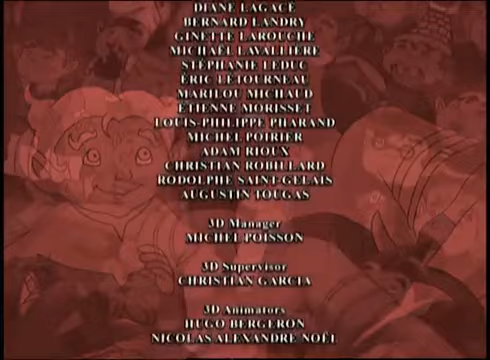 DIANE LAGACÉ
BERNARD LANDRY
GINETTE LAROUCHE
MICHAËL LAVALLIÈRE
STÉPHANIE LEDUC
ÉRIC LÉTOURNEAU
MARILOU MICHAUD
ÉTIENNE MORISSET
LOUIS-PHILIPPE PHARAND
MICHEL POIRIER
ADAM RIOUX
CHRISTIAN ROBILLARD
RODOLPHE SAINT-GELAIS
AUGUSTIN TOUGAS
3D Manager
MICHEL POISSON
3D Supervisor
CHRISTIAN GARCIA
3D Animators
HUGO BERGERON
NICOLAS ALEXANDRE NOËL